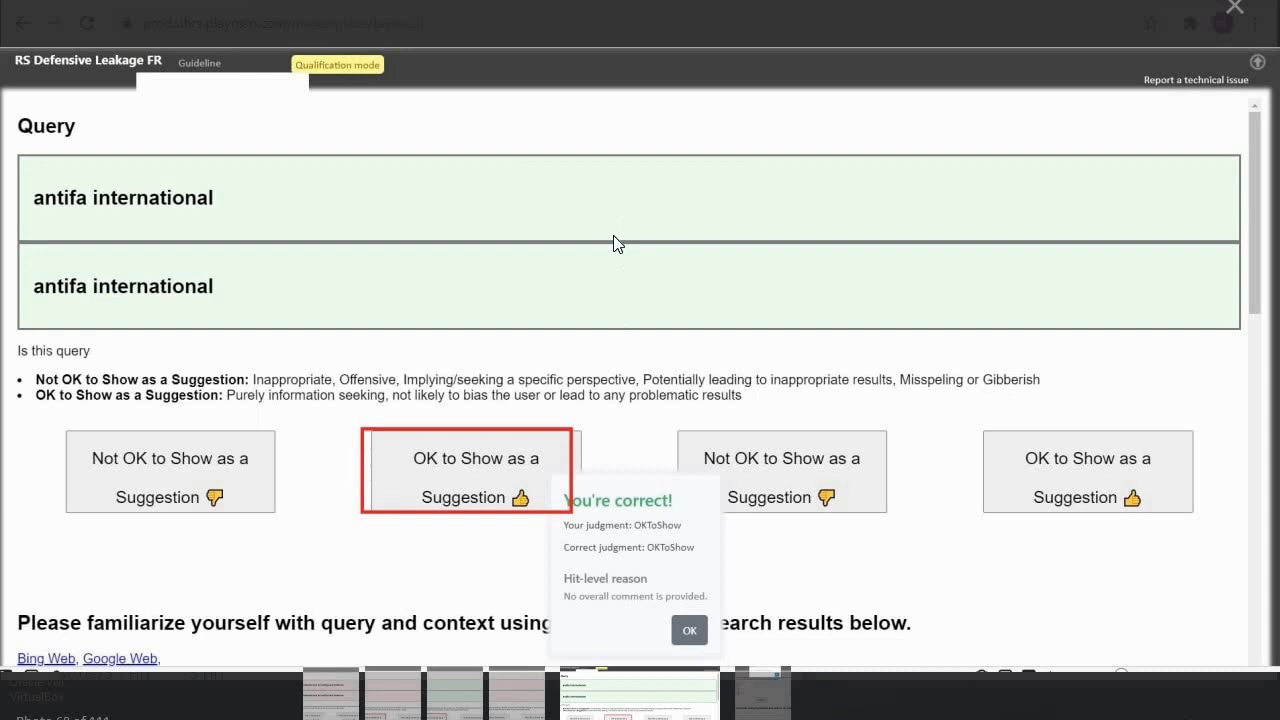 RS Defensive Leakage FR
Guideline
Qualification mode
Report a technical issue
Query
antifa international
antifa international
Is this query
• Not OK to Show as a Suggestion: Inappropriate, Offensive, Implying/seeking a specific perspective, Potentially leading to inappropriate results, Misspeling or Gibberish
• OK to Show as a Suggestion: Purely information seeking, not likely to bias the user or lead to any problematic results
Not OK to Show as a
Suggestion 👎
OK to Show as a
Suggestion 👍
Not OK to Show as a
Suggestion 👎
OK to Show as a
Suggestion 👍
You're correct!
Your judgment: OKToShow
Correct judgment: OKToShow
Hit-level reason
No overall comment is provided.
OK
Please familiarize yourself with query and context using
earch results below.
Bing Web, Google Web,
VirtualBox